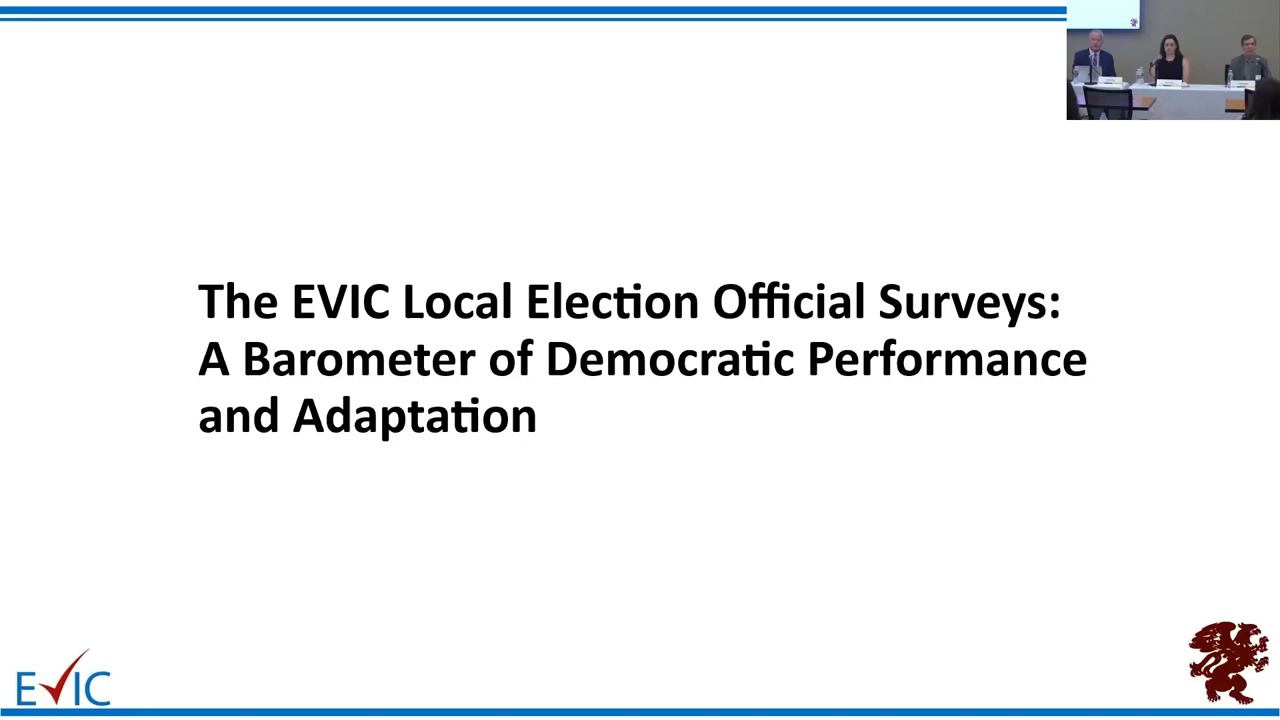 The EVIC Local Election Official Surveys:
A Barometer of Democratic Performance
and Adaptation
EVIC